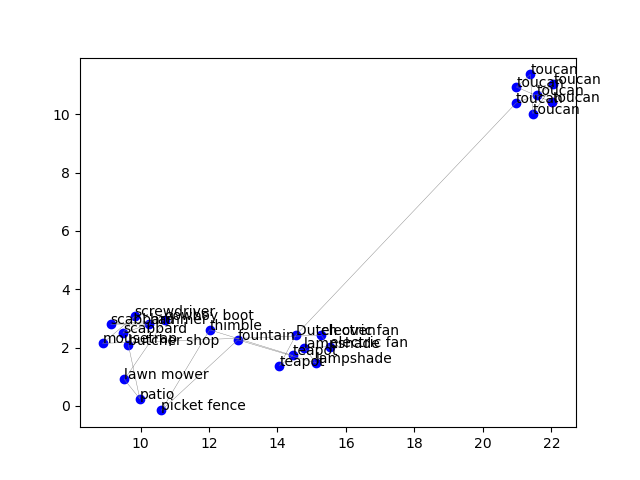 toucan
toucan
toucan
toucan
toucan
toucan
toucan
10
8
6
4
2
0
screwdriver
cowboy boot
scabbard
hammer
thimble
scabbard
Dutch oven
electric fan
fountain
mousetrap
butcher shop
lampshade
electric fan
teapot
lampshade
teapot
lawn mower
patio
picket fence
10
12
14
16
18
20
22